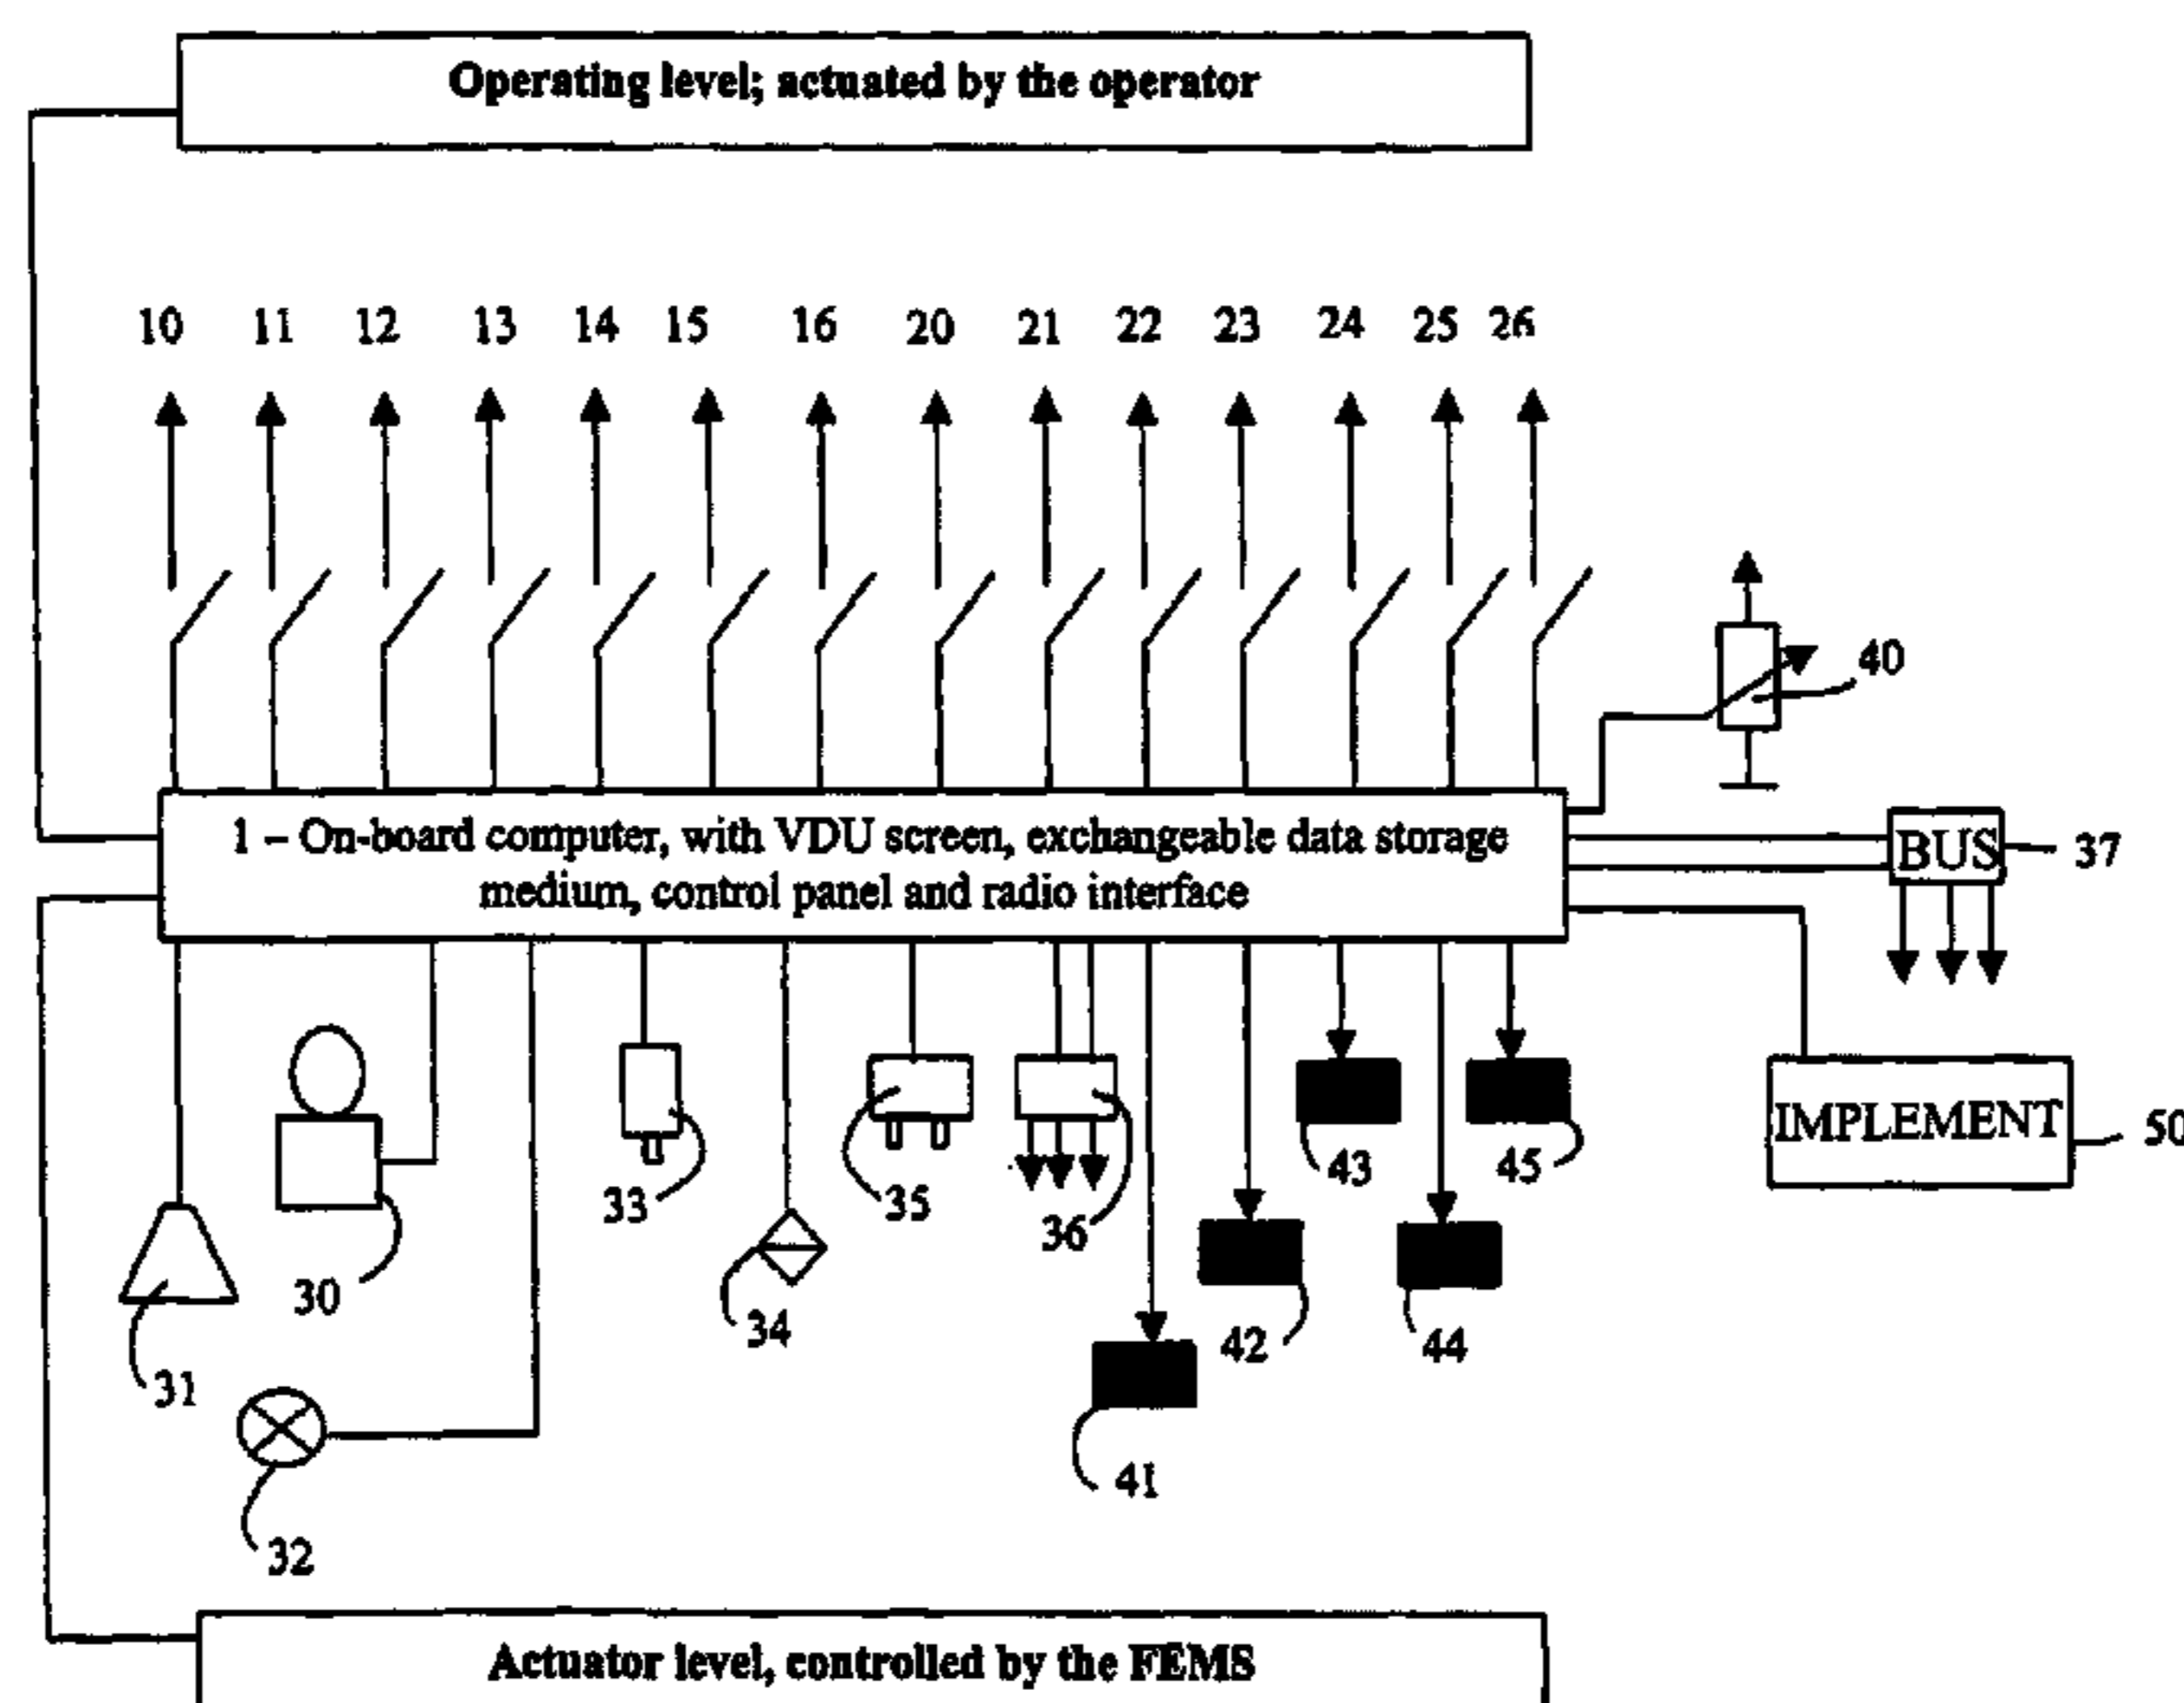 Operating level; actuated by the operator
10 11 12 13 14 15 16 20 21 22 23 24 25 26
40
1 – On-board computer, with VDU screen, exchangeable data storage
medium, control panel and radio interface
BUS 37
IMPLEMENT 50
43 45
33 35 36
30 34 42 44
31
41
32
Actuator level, controlled by the FEMS